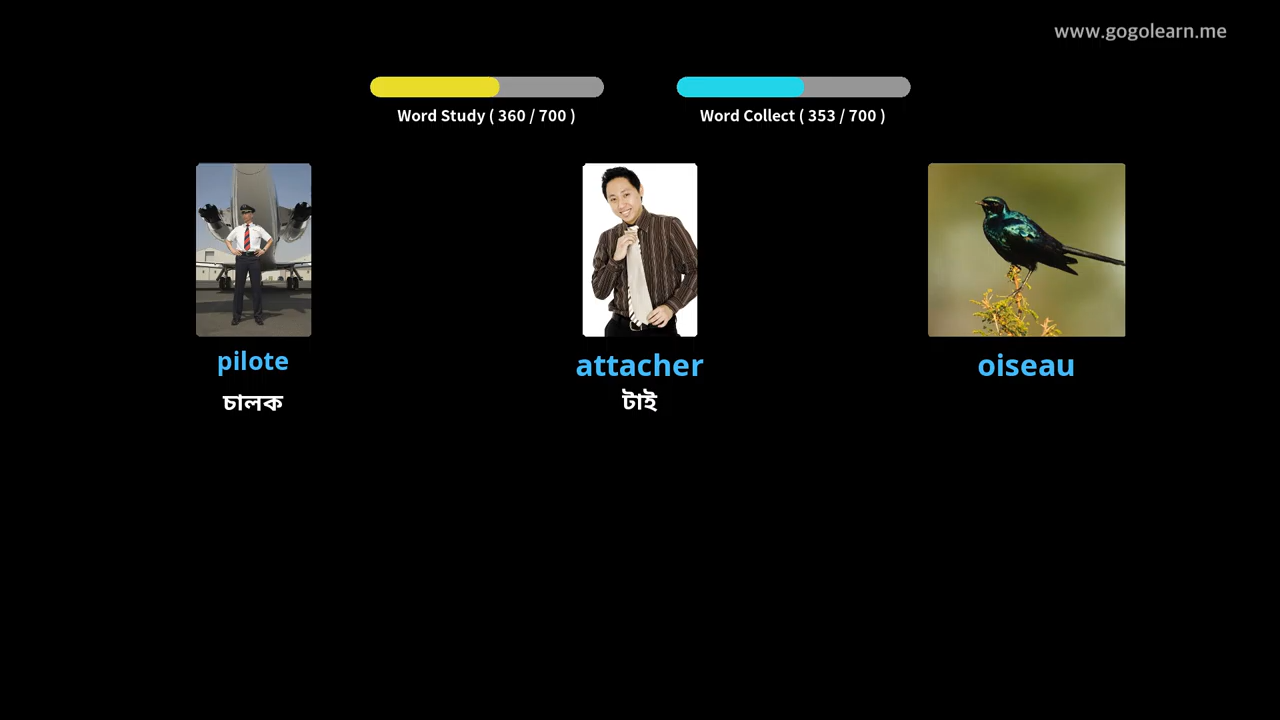 www.gogolearn.me
Word Study ( 360 / 700 )
Word Collect ( 353 / 700 )
pilote
attacher
oiseau
চালক
টাই